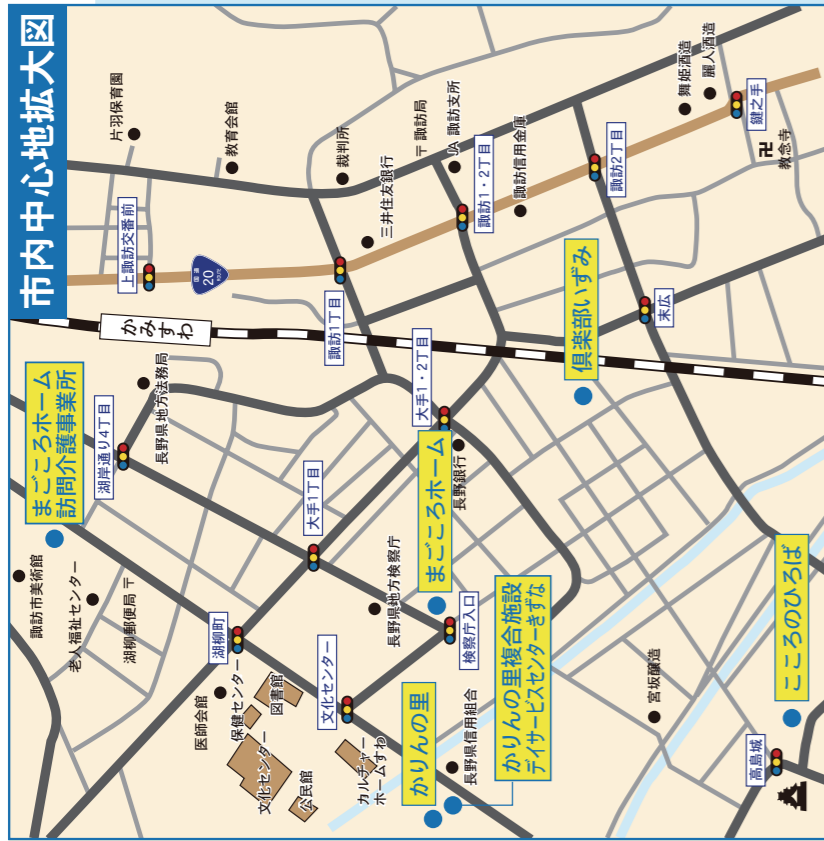 市内中心地拡大図
片羽保育園
教育会館
裁判所
三井住友銀行
〒諏訪局
JA 諏訪支所
諏訪信用金庫
舞姫酒造
麗人酒造
鍵之手
卍
教念寺
上諏訪交番前
国道
20
ROUTE
諏訪1丁目
諏訪1・2丁目
諏訪2丁目
かみすわ
末広
倶楽部いずみ
まごころホーム
訪問介護事業所
長野県地方法務局
湖岸通り4丁目
諏訪市美術館
老人福祉センター
湖柳郵便局〒
大手1丁目
大手1・2丁目
まごころホーム
長野銀行
長野県地方検察庁
検察庁入口
湖柳町
医師会館
保健センター
図書館
文化センター
公民館
文化センター
カルチャー
ホームすわ
かりんの里
長野県信用組合
かりんの里複合施設
デイサービスセンターきずな
宮坂醸造
こころのひろば
高島城